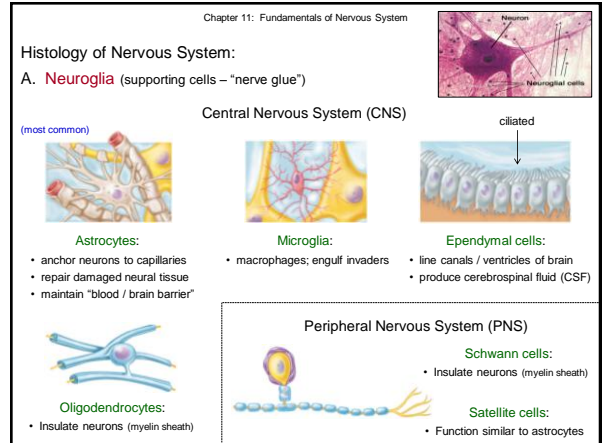 Chapter 11: Fundamentals of Nervous System
Histology of Nervous System:
Neuron
Neuroglial cells
A. Neuroglia (supporting cells – “nerve glue”)
Central Nervous System (CNS)
(most common)
ciliated
Astrocytes:
• anchor neurons to capillaries
• repair damaged neural tissue
• maintain “blood / brain barrier”
Microglia:
• macrophages; engulf invaders
Ependymal cells:
• line canals / ventricles of brain
• produce cerebrospinal fluid (CSF)
Oligodendrocytes:
• Insulate neurons (myelin sheath)
Peripheral Nervous System (PNS)
Schwann cells:
• Insulate neurons (myelin sheath)
Satellite cells:
• Function similar to astrocytes